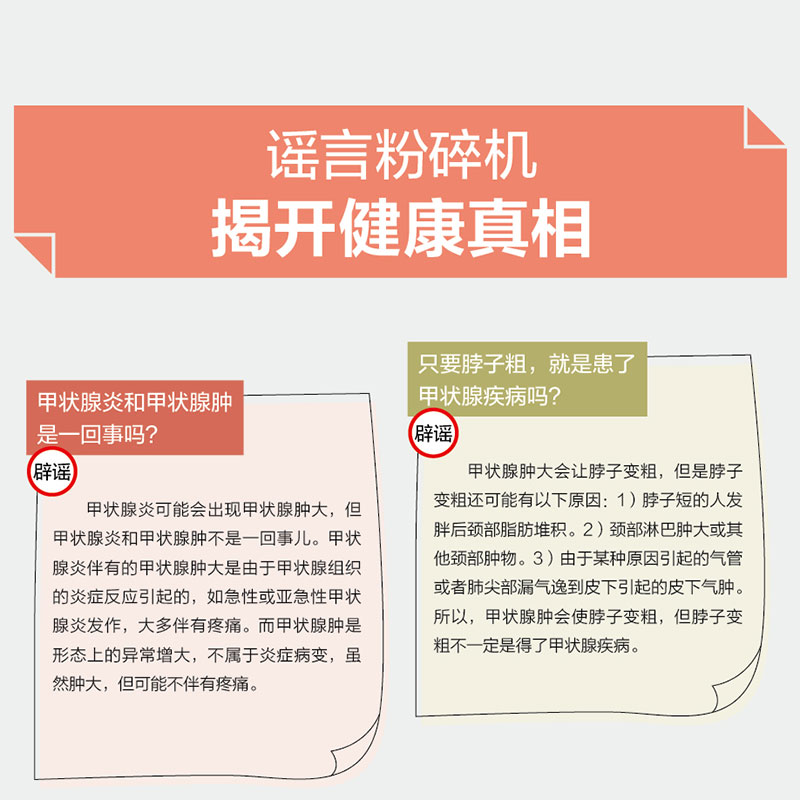 谣言粉碎机
揭开健康真相
甲状腺炎和甲状腺肿
是一回事吗?
辟谣
甲状腺炎可能会出现甲状腺肿大，但
甲状腺炎和甲状腺肿不是一回事儿。甲状
腺炎伴有的甲状腺肿大是由于甲状腺组织
的炎症反应引起的，如急性或亚急性甲状
腺炎发作，大多伴有疼痛。而甲状腺肿是
形态上的异常增大，不属于炎症病变，虽
然肿大，但可能不伴有疼痛。
只要脖子粗，就是患了
甲状腺疾病吗?
辟谣
甲状腺肿大会让脖子变粗，但是脖子
变粗还可能有以下原因：1）脖子短的人发
胖后颈部脂肪堆积。2）颈部淋巴肿大或其
他颈部肿物。3）由于某种原因引起的气管
或者肺尖部漏气逸到皮下引起的皮下气肿。
所以，甲状腺肿会使脖子变粗，但脖子变
粗不一定是得了甲状腺疾病。